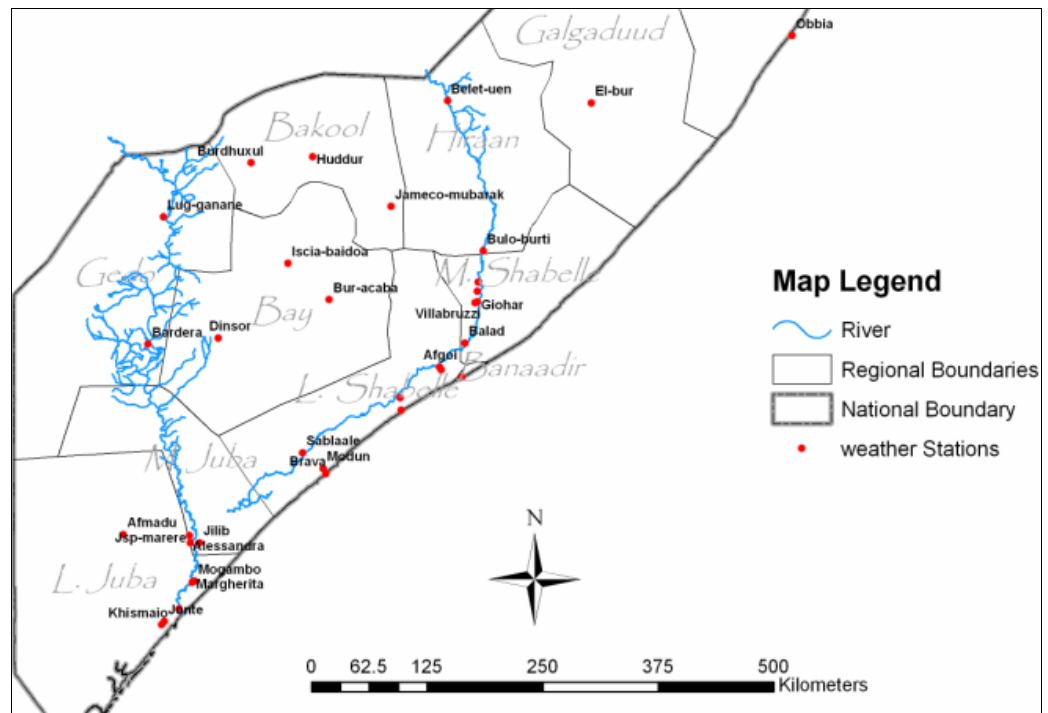 Obbia
Galgaduud
Belet-uen
El-bur
Bakool
Hiraan
Burdhuxul
Huddur
Jameco-mubarak
Lug-ganane
Bulo-burti
Iscia-baidoa
Gedo
M. Shabelle
Map Legend
Bur-acaba
Bay
Giohar
Villabruzzi
River
Bardera
Dinsor
Balad
Afgoi
Banaadir
Regional Boundaries
L. Shabelle
National Boundary
Sablaale
weather Stations
M. Juba
Brava
Modun
Afmadu
Jilib
Jsp-marere
Alessandra
N
Mogambo
L. Juba
Margherita
Khismaio
Jonte
0 62.5 125 250 375 500
Kilometers